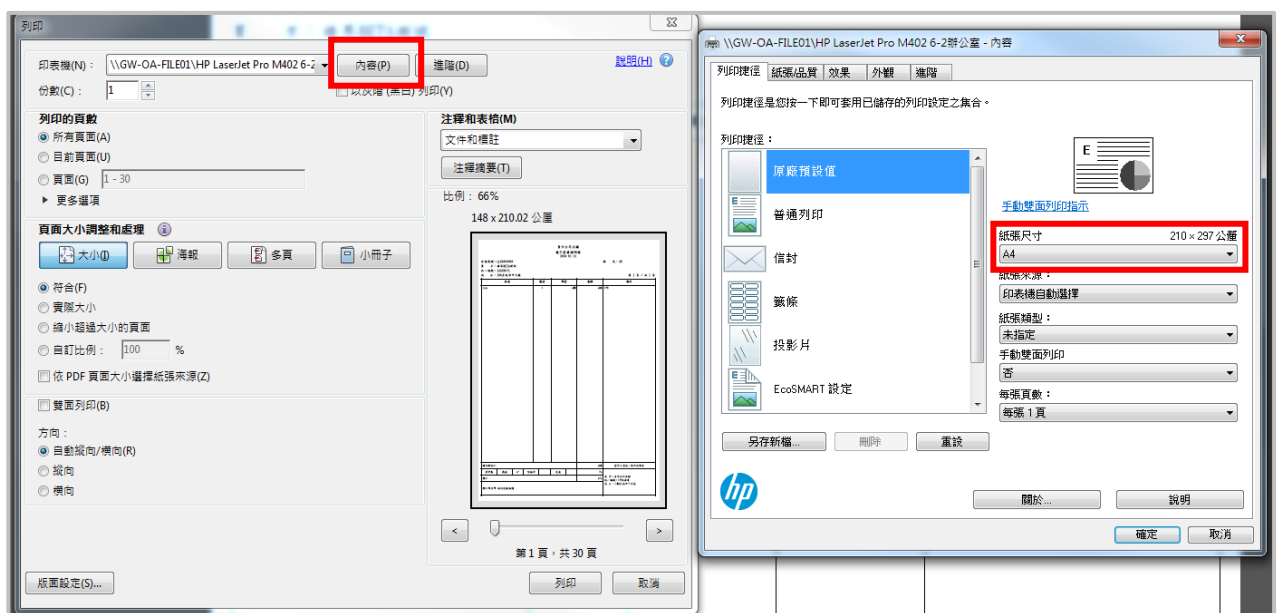 列印
印表機(N)： \\GW-OA-FILE01\HP LaserJet Pro M402 6-2 內容(P) 進階(D) 說明(H)
份數(C)： 1 以灰階 (黑白) 列印(Y)
列印的頁數
所有頁面(A)
目前頁面(U)
頁面(G) 1 - 30
更多選項
頁面大小調整和處理
大小(I) 海報 多頁 小冊子
符合(F)
實際大小
縮小超過大小的頁面
自訂比例： 100 %
依 PDF 頁面大小選擇紙張來源(Z)
雙面列印(B)
方向：
自動縱向/橫向(R)
縱向
橫向
版面設定(S)...
注釋和表格(M)
文件和標註
注釋摘要(T)
比例： 66%
148 x 210.02 公厘
< >
第 1 頁，共 30 頁
列印 取消
\\GW-OA-FILE01\HP LaserJet Pro M402 6-2辦公室 - 內容
列印捷徑 紙張/品質 效果 外觀 進階
列印捷徑是您按一下即可套用已儲存的列印設定之集合。
列印捷徑：
原廠預設值
普通列印
信封
籤條
投影片
EcoSMART 設定
另存新檔... 刪除 重設
E
手動雙面列印指示
紙張尺寸 210 × 297 公釐
A4
紙張來源：
印表機自動選擇
紙張類型：
未指定
手動雙面列印
否
每張頁數：
每張 1 頁
hp
關於... 說明
確定 取消